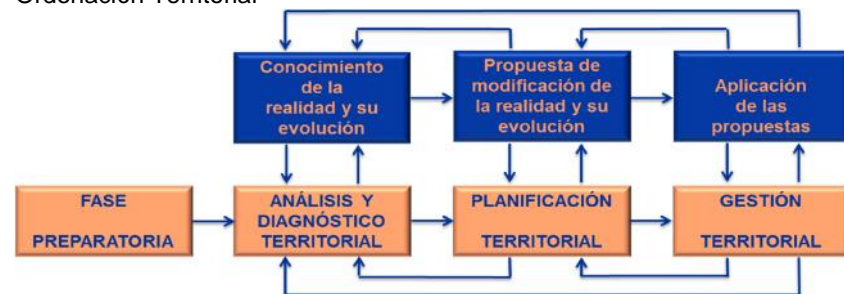 Ordenación Territorial
Conocimiento
de la
realidad y su
evolución
Propuesta de
modificación de
la realidad y su
evolución
Aplicación
de las
propuestas
FASE
PREPARATORIA
ANÁLISIS Y
DIAGNÓSTICO
TERRITORIAL
PLANIFICACIÓN
TERRITORIAL
GESTIÓN
TERRITORIAL